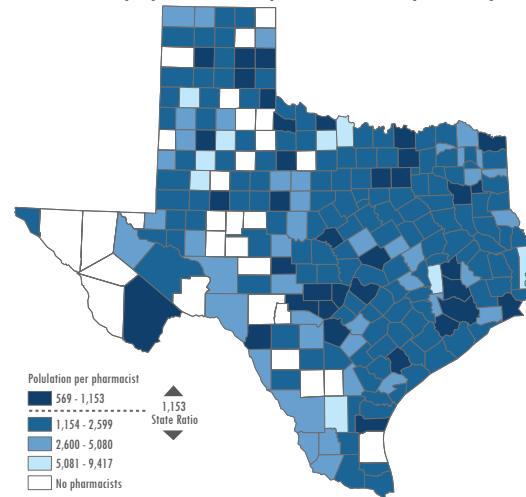 Polulation per pharmacist
569 - 1,153
1,153
State Ratio
1,154 - 2,599
2,600 - 5,080
5,081 - 9,417
No pharmacists